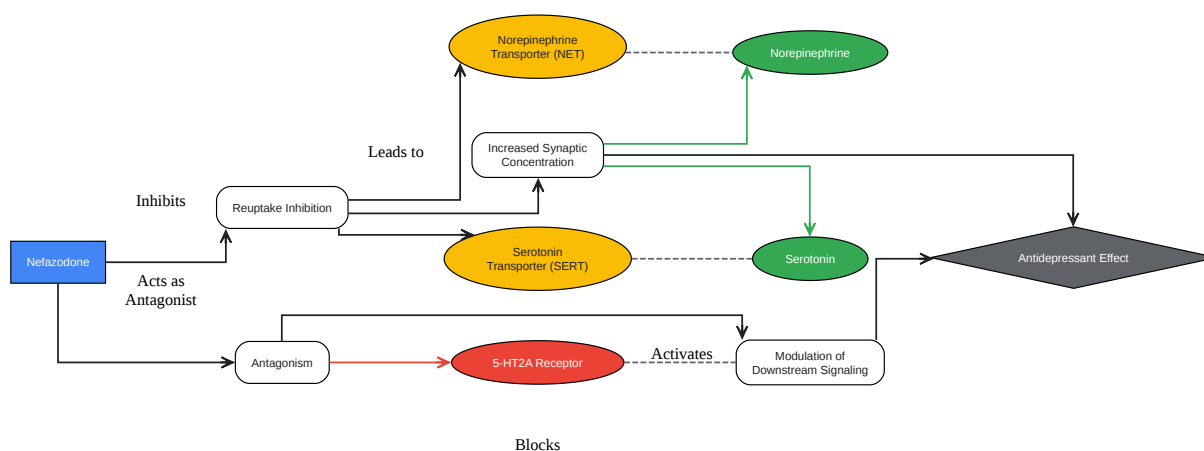 Norepinephrine
Transporter (NET)
Norepinephrine
Leads to
Increased Synaptic
Concentration
Inhibits
Reuptake Inhibition
Nefazodone
Serotonin
Transporter (SERT)
Serotonin
Antidepressant Effect
Acts as
Antagonist
Antagonism
5-HT2A Receptor
Activates
Modulation of
Downstream Signaling
Blocks